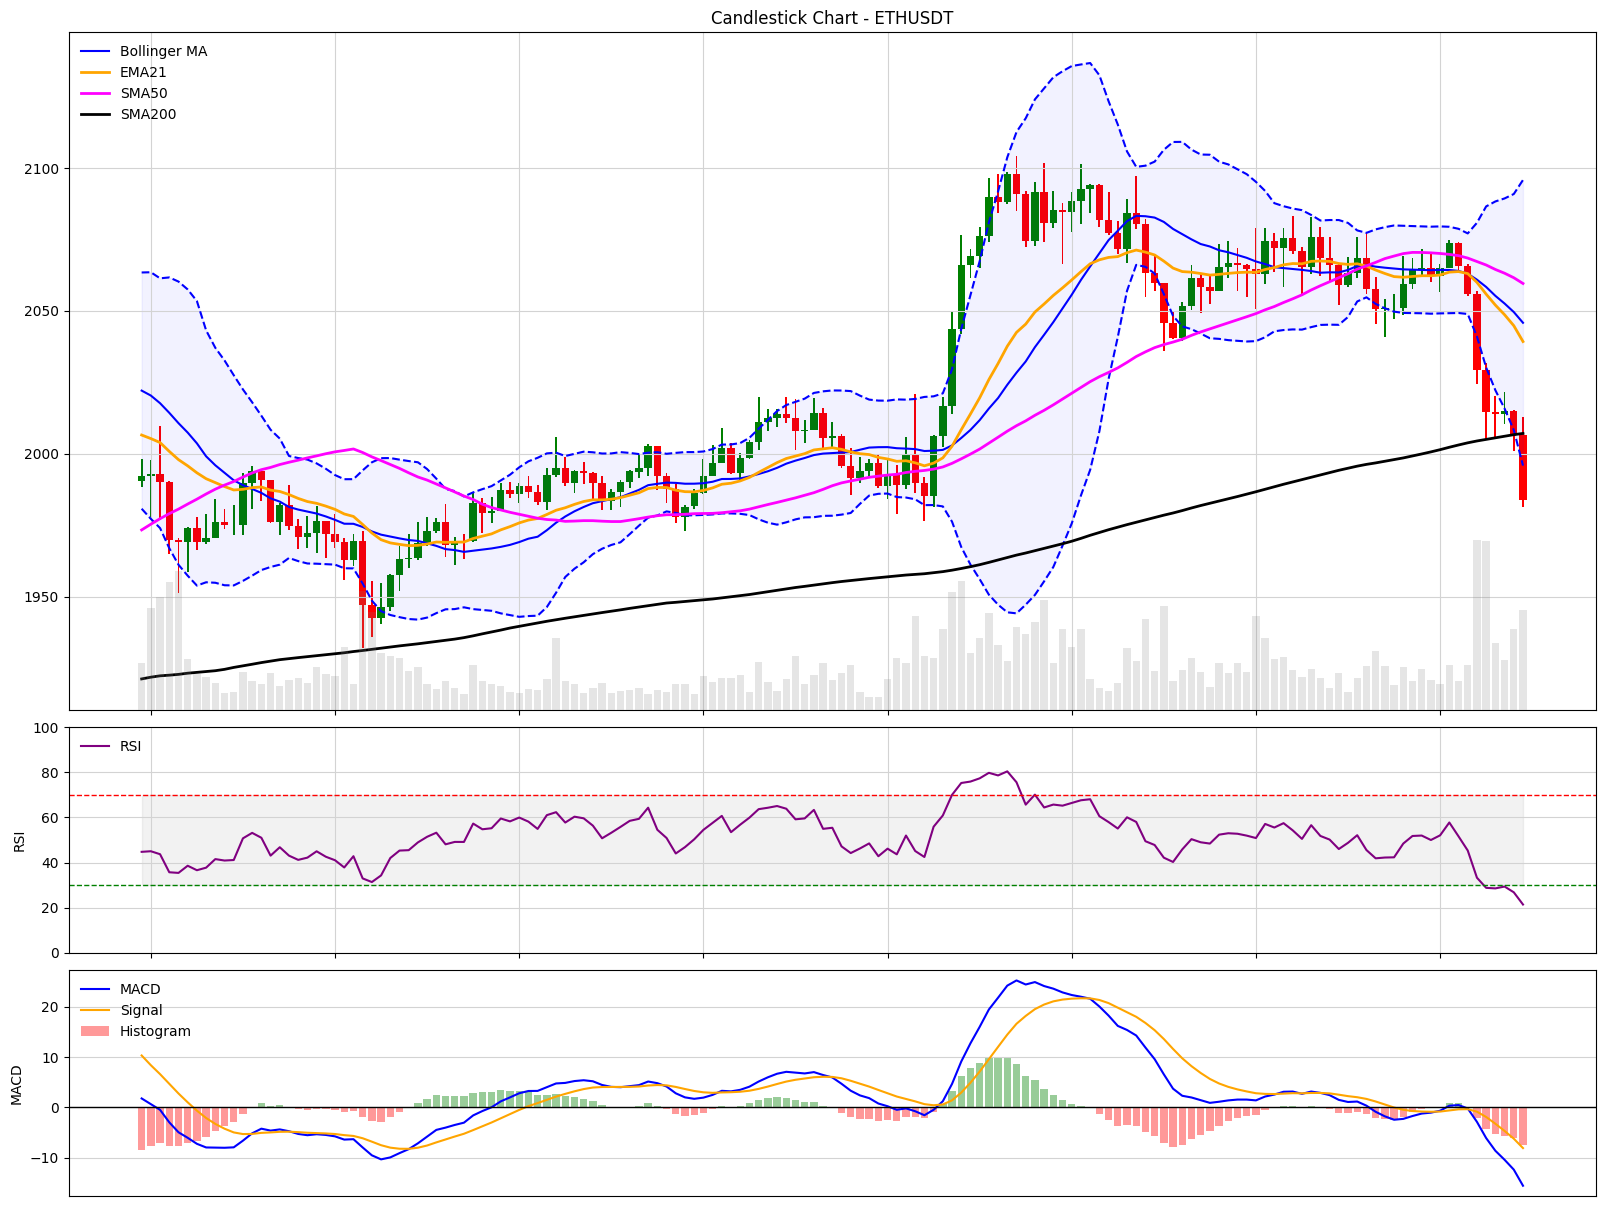 Candlestick Chart - ETHUSDT
Bollinger MA
EMA21
SMA50
SMA200
2100
2050
2000
1950
RSI
RSI
100
80
60
40
20
0
MACD
Signal
Histogram
MACD
20
10
0
−10